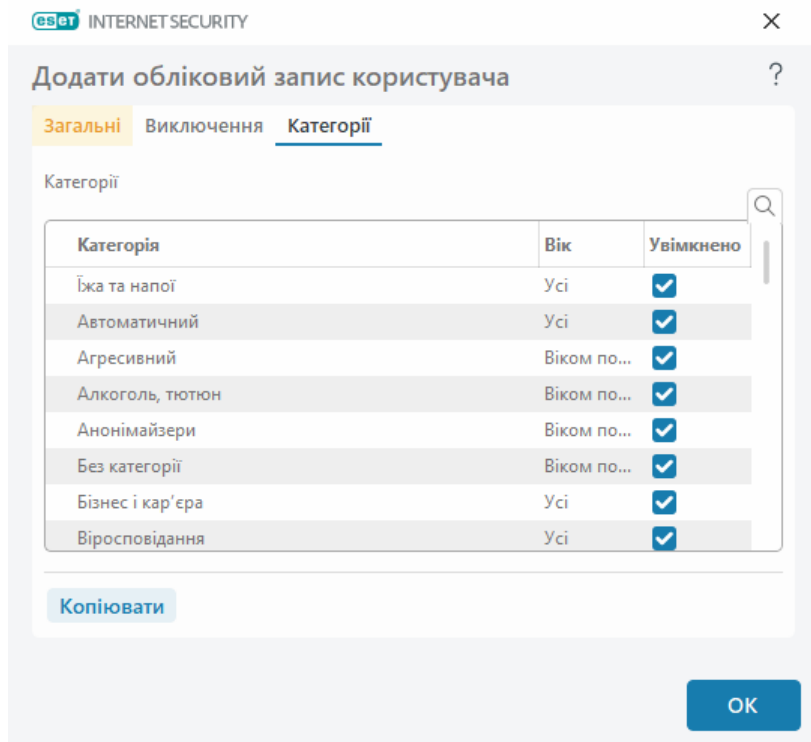 eset INTERNET SECURITY
Додати обліковий запис користувача ?
Загальні Виключення Категорії
Категорії
Категорія Вік Увімкнено
Їжа та напої Усі
Автоматичний Усі
Агресивний Віком по...
Алкоголь, тютюн Віком по...
Анонімайзери Віком по...
Без категорії Віком по...
Бізнес і кар’єра Усі
Віросповідання Усі
Копіювати
ОК